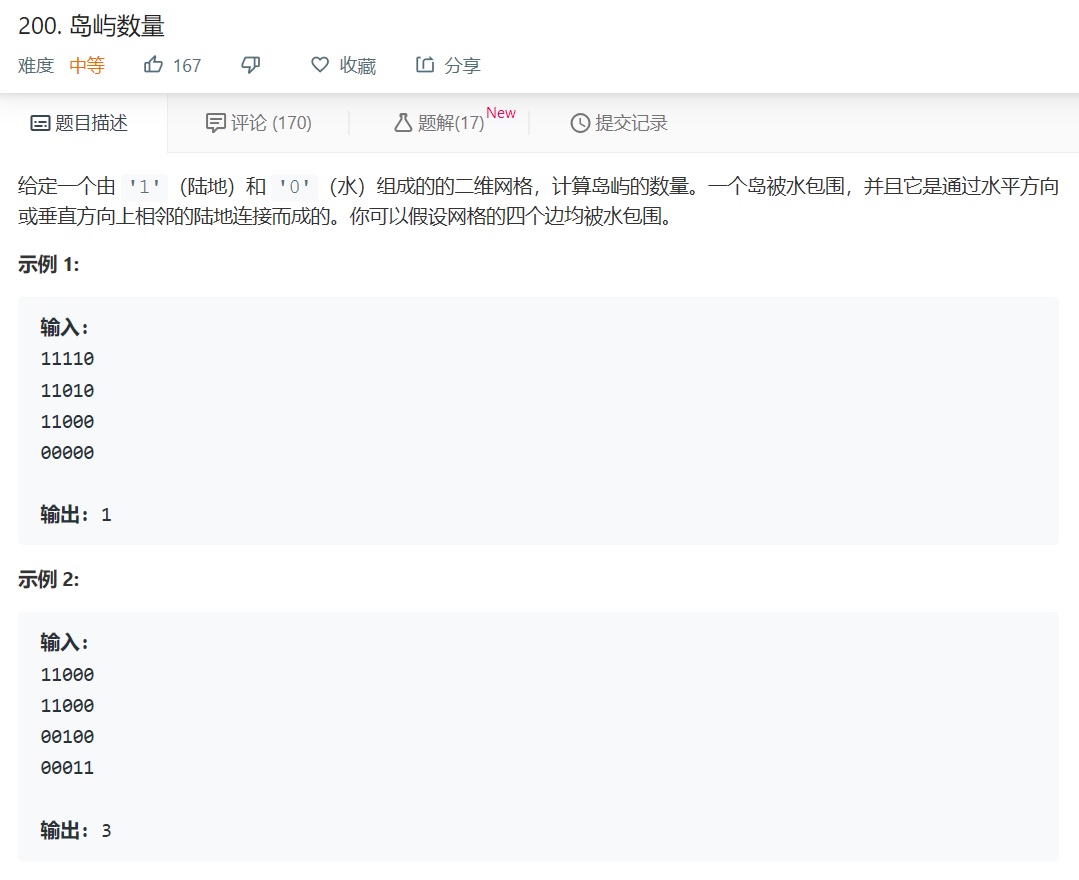 200. 岛屿数量
难度 中等 167 收藏 分享
题目描述 评论 (170) 题解(17) New 提交记录
给定一个由 '1' （陆地）和 '0' （水）组成的的二维网格，计算岛屿的数量。一个岛被水包围，并且它是通过水平方向
或垂直方向上相邻的陆地连接而成的。你可以假设网格的四个边均被水包围。
示例 1:
输入:
11110
11010
11000
00000
输出: 1
示例 2:
输入:
11000
11000
00100
00011
输出: 3